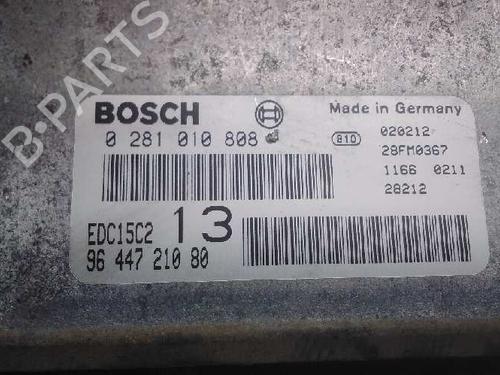 B-PARTS
BOSCH
Made in Germany
0 281 010 808
810
020212
28FM0367
1166 0211
28212
EDC15C2 13
96 447 210 80